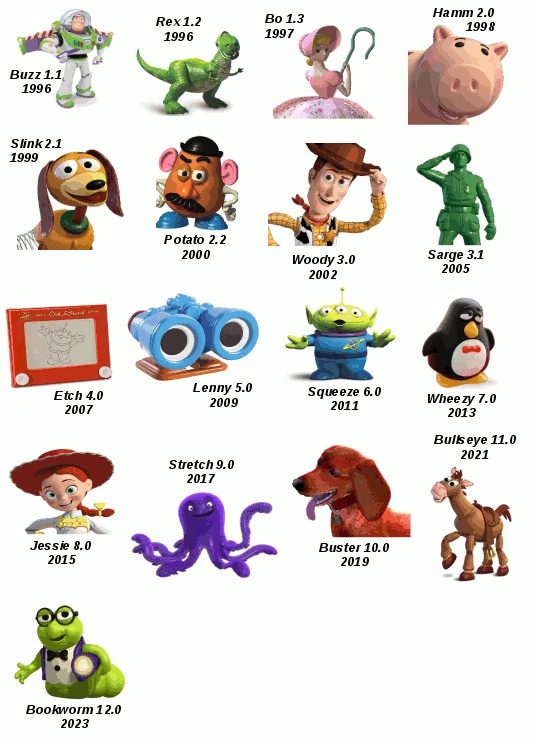 Buzz 1.1
1996
Rex 1.2
1996
Bo 1.3
1997
Hamm 2.0
1998
Slink 2.1
1999
Potato 2.2
2000
Woody 3.0
2002
Sarge 3.1
2005
Etch A Sketch
Etch 4.0
2007
Lenny 5.0
2009
Squeeze 6.0
2011
Wheezy 7.0
2013
Jessie 8.0
2015
Stretch 9.0
2017
Buster 10.0
2019
Bullseye 11.0
2021
Bookworm 12.0
2023